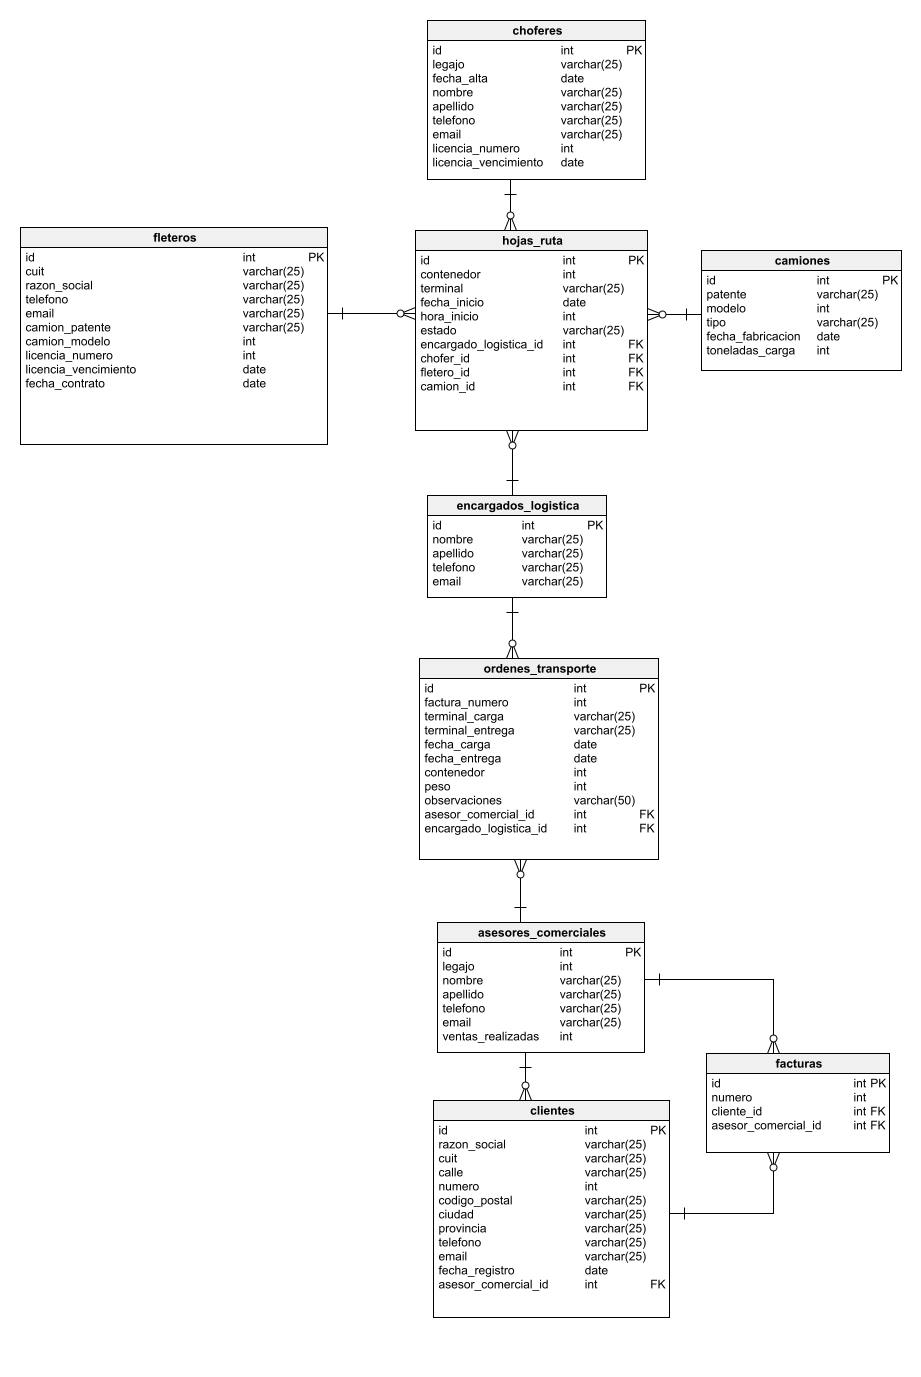 choferes
id int PK
legajo varchar(25)
fecha_alta date
nombre varchar(25)
apellido varchar(25)
telefono varchar(25)
email varchar(25)
licencia_numero int
licencia_vencimiento date
fleteros
id int PK
cuit varchar(25)
razon_social varchar(25)
telefono varchar(25)
email varchar(25)
camion_patente varchar(25)
camion_modelo int
licencia_numero int
licencia_vencimiento date
fecha_contrato date
hojas_ruta
id int PK
contenedor int
terminal varchar(25)
fecha_inicio date
hora_inicio int
estado varchar(25)
encargado_logistica_id int FK
chofer_id int FK
fletero_id int FK
camion_id int FK
camiones
id int PK
patente varchar(25)
modelo int
tipo varchar(25)
fecha_fabricacion date
toneladas_carga int
encargados_logistica
id int PK
nombre varchar(25)
apellido varchar(25)
telefono varchar(25)
email varchar(25)
ordenes_transporte
id int PK
factura_numero int
terminal_carga varchar(25)
terminal_entrega varchar(25)
fecha_carga date
fecha_entrega date
contenedor int
peso int
observaciones varchar(50)
asesor_comercial_id int FK
encargado_logistica_id int FK
asesores_comerciales
id int PK
legajo int
nombre varchar(25)
apellido varchar(25)
telefono varchar(25)
email varchar(25)
ventas_realizadas int
facturas
id int PK
numero int
cliente_id int FK
asesor_comercial_id int FK
clientes
id int PK
razon_social varchar(25)
cuit varchar(25)
calle varchar(25)
numero int
codigo_postal varchar(25)
ciudad varchar(25)
provincia varchar(25)
telefono varchar(25)
email varchar(25)
fecha_registro date
asesor_comercial_id int FK